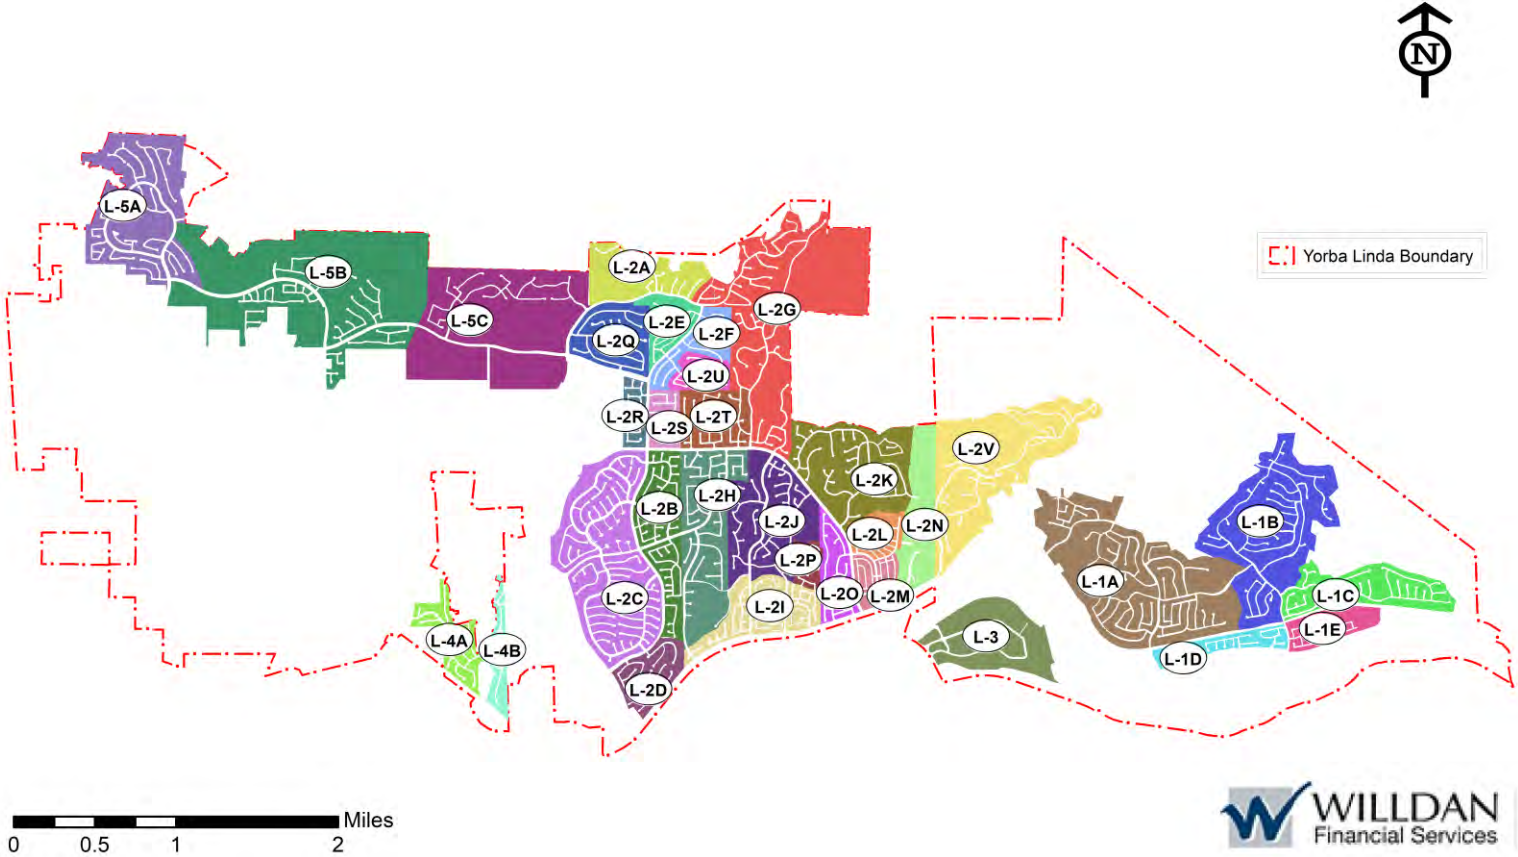 N
L-5A
Yorba Linda Boundary
L-2A
L-5B
L-2G
L-5C
L-2E
L-2F
L-2Q
L-2U
L-2R
L-2S
L-2T
L-2V
L-2K
L-2H
L-2B
L-2J
L-2N
L-1B
L-2L
L-2P
L-1A
L-2C
L-2I
L-2O
L-2M
L-1C
L-1E
L-3
L-4A
L-4B
L-1D
L-2D
Miles
0 0.5 1 2
WILLDAN
Financial Services